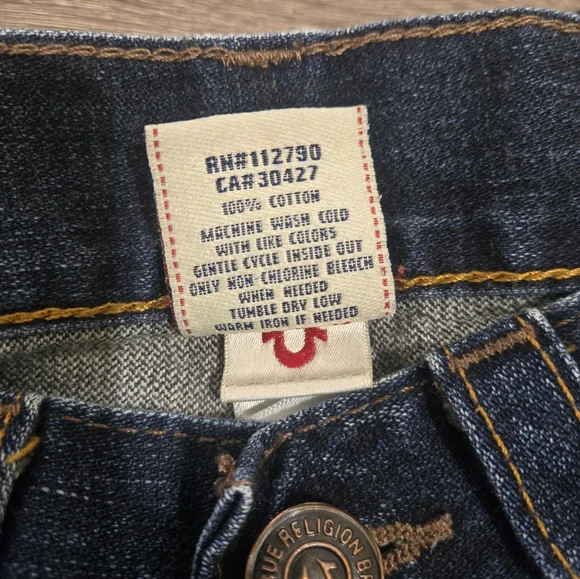 RN#112790
CA#30427
100% COTTON
MACHINE WASH COLD
WITH LIKE COLORS
GENTLE CYCLE INSIDE OUT
ONLY NON-CHLORINE BLEACH
WHEN NEEDED
TUMBLE DRY LOW
WARM IRON IF NEEDED
RELIGION